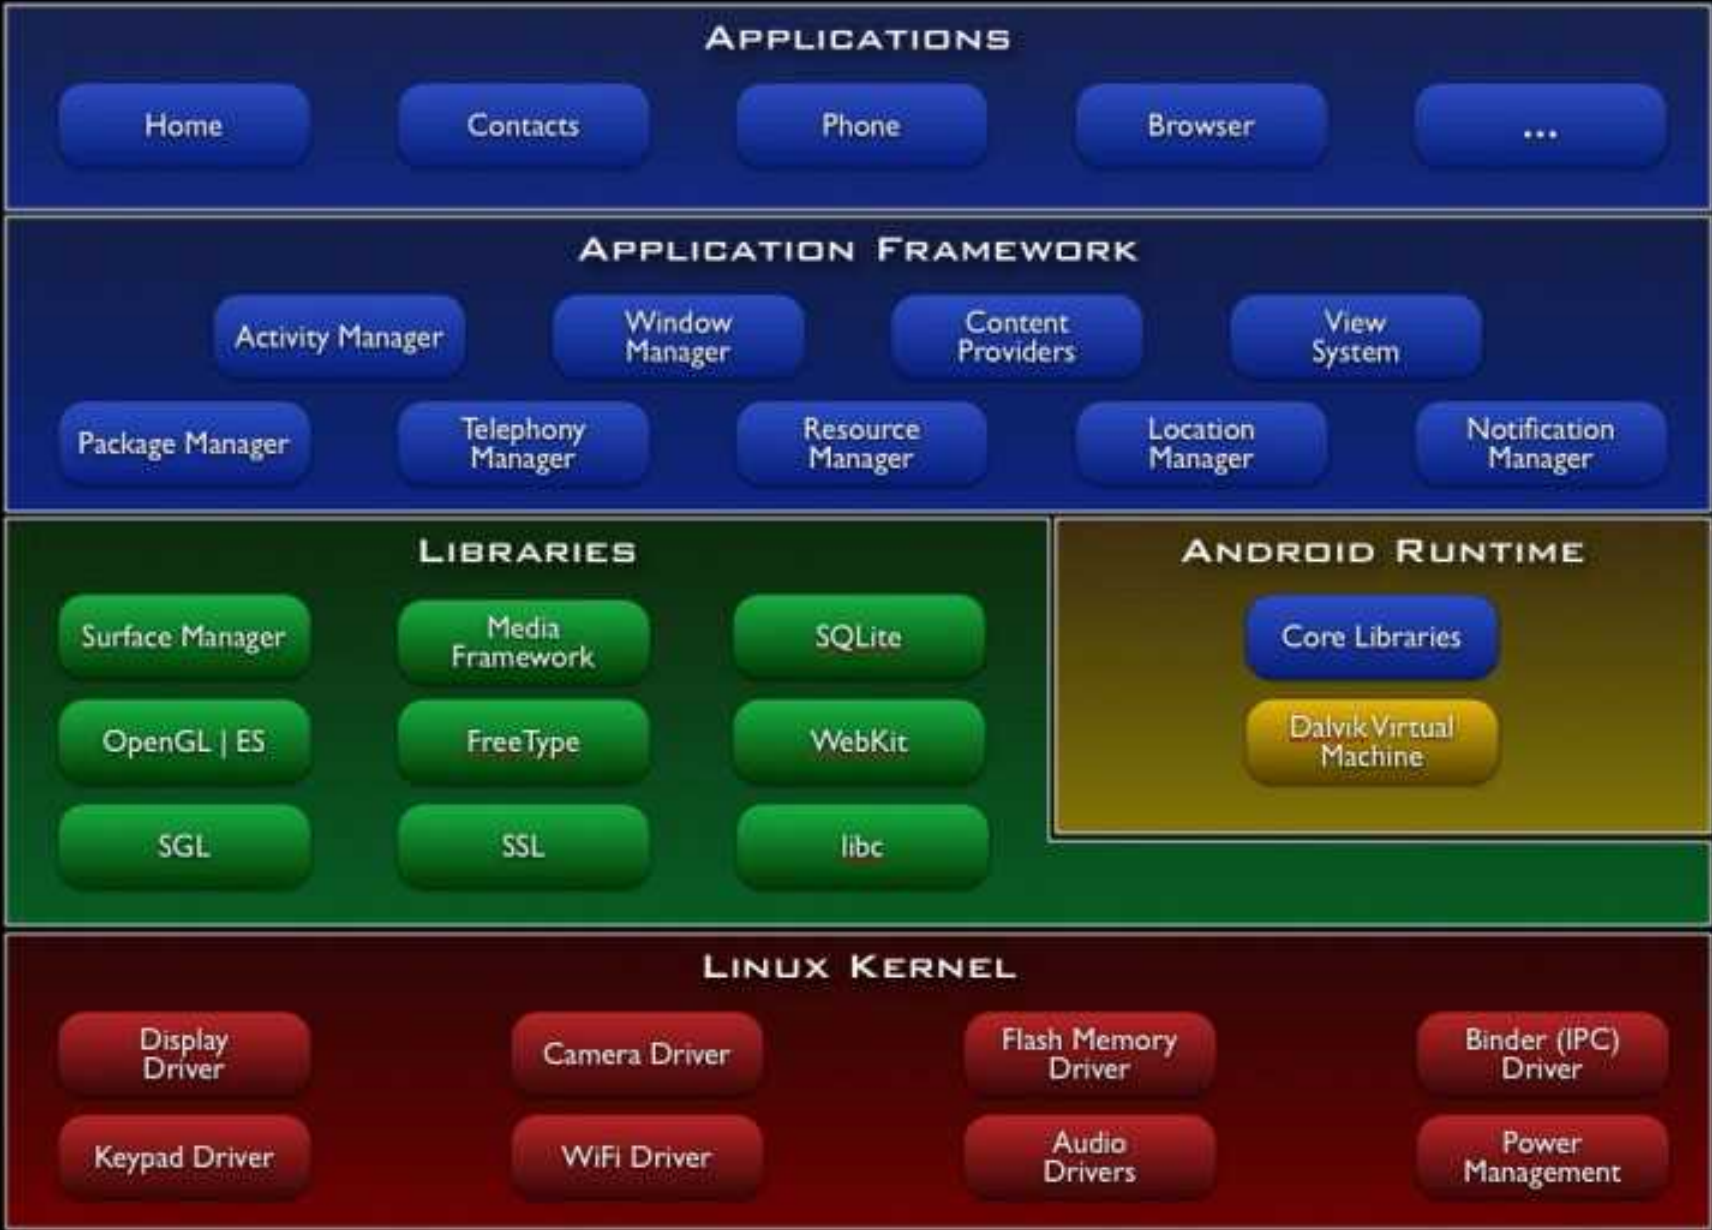 APPLICATIONS
Home
Contacts
Phone
Browser
...
APPLICATION FRAMEWORK
Activity Manager
Window
Manager
Content
Providers
View
System
Package Manager
Telephony
Manager
Resource
Manager
Location
Manager
Notification
Manager
LIBRARIES
Surface Manager
Media
Framework
SQLite
OpenGL | ES
FreeType
WebKit
SGL
SSL
libc
ANDROID RUNTIME
Core Libraries
Dalvik Virtual
Machine
LINUX KERNEL
Display
Driver
Camera Driver
Flash Memory
Driver
Binder (IPC)
Driver
Keypad Driver
WiFi Driver
Audio
Drivers
Power
Management